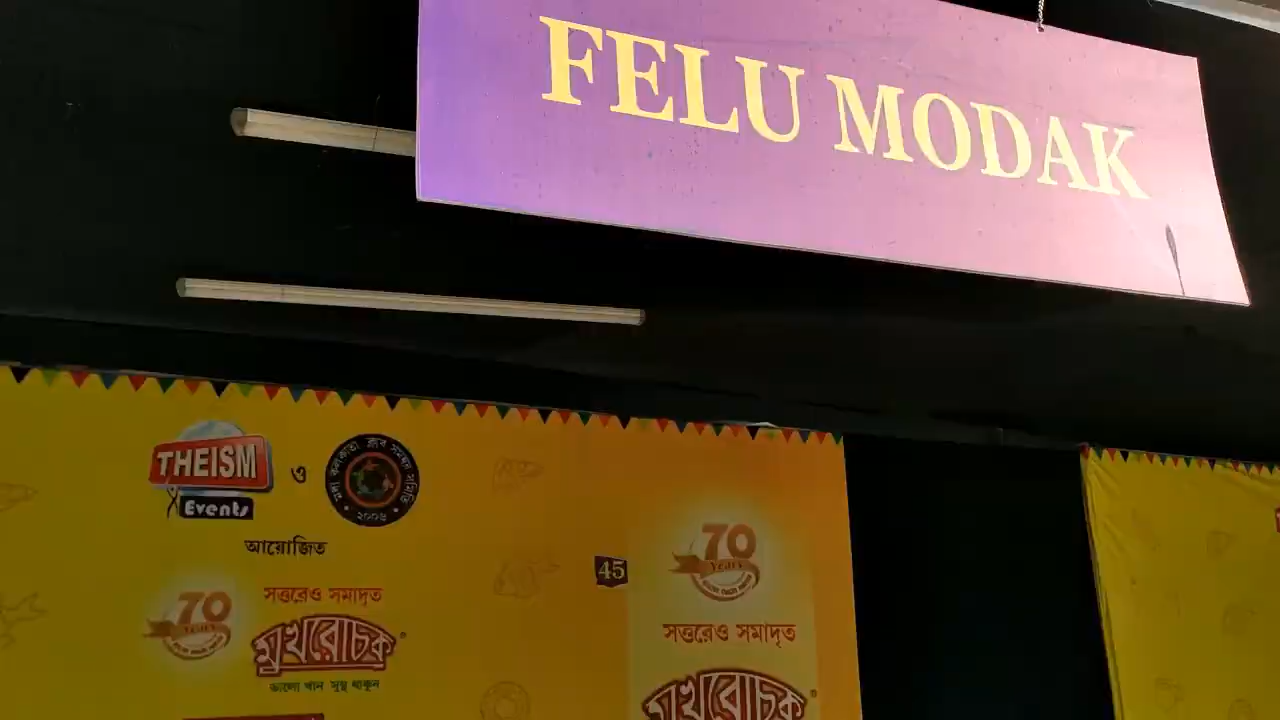 FELU MODAK
THEISM
Events
ও
২০০৬
আয়োজিত
70
Years
সত্তরেও সমাদৃত
মুখরোচক
ভালো খান সুস্থ থাকুন
45
70
Years
সত্তরেও সমাদৃত
মুখরোচক